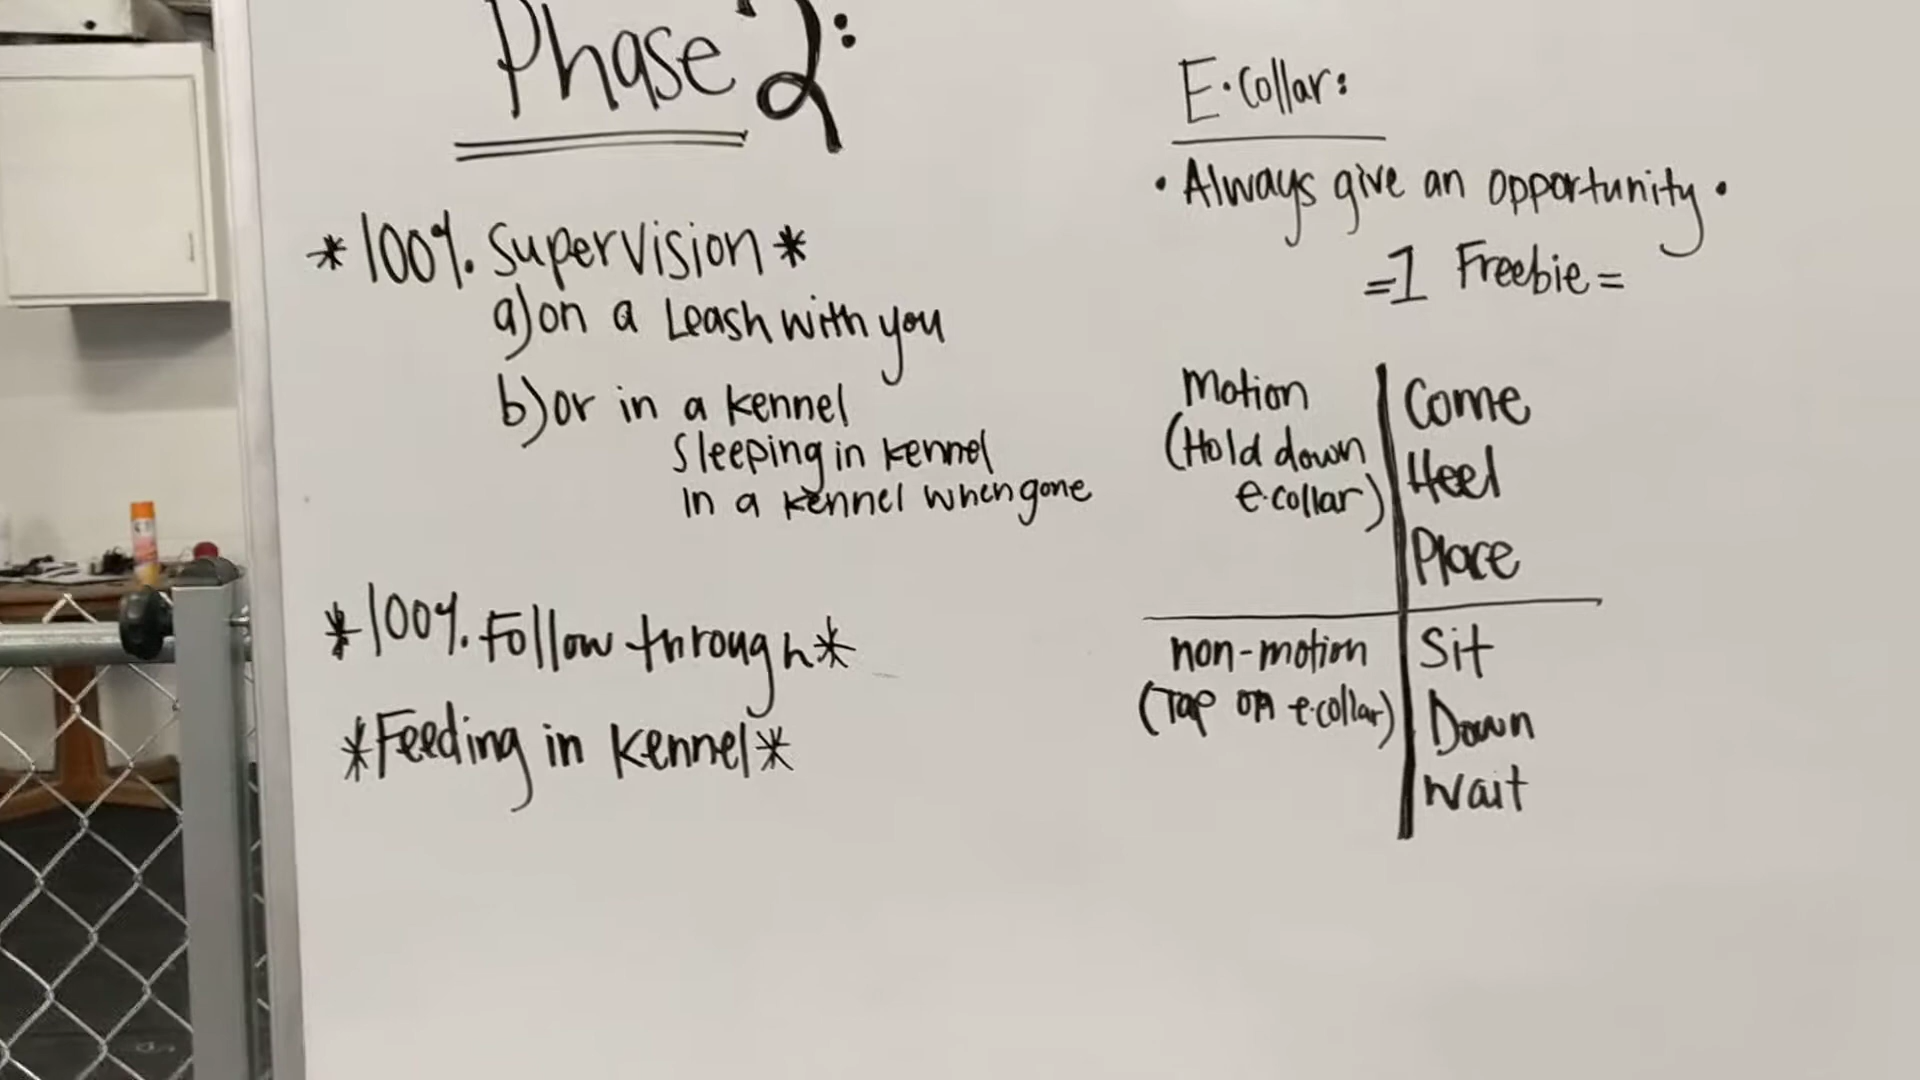 Phase 2:
*100%. Supervision*
a) on a Leash with you
b) or in a kennel
Sleeping in kennel
in a kennel when gone
*100%. Follow through*
*Feeding in kennel*
E-Collar:
• Always give an opportunity •
=1 Freebie=
Motion
(Hold down
e-collar)
Come
Heel
Place
non-motion
(Tap on e-collar)
Sit
Down
Wait